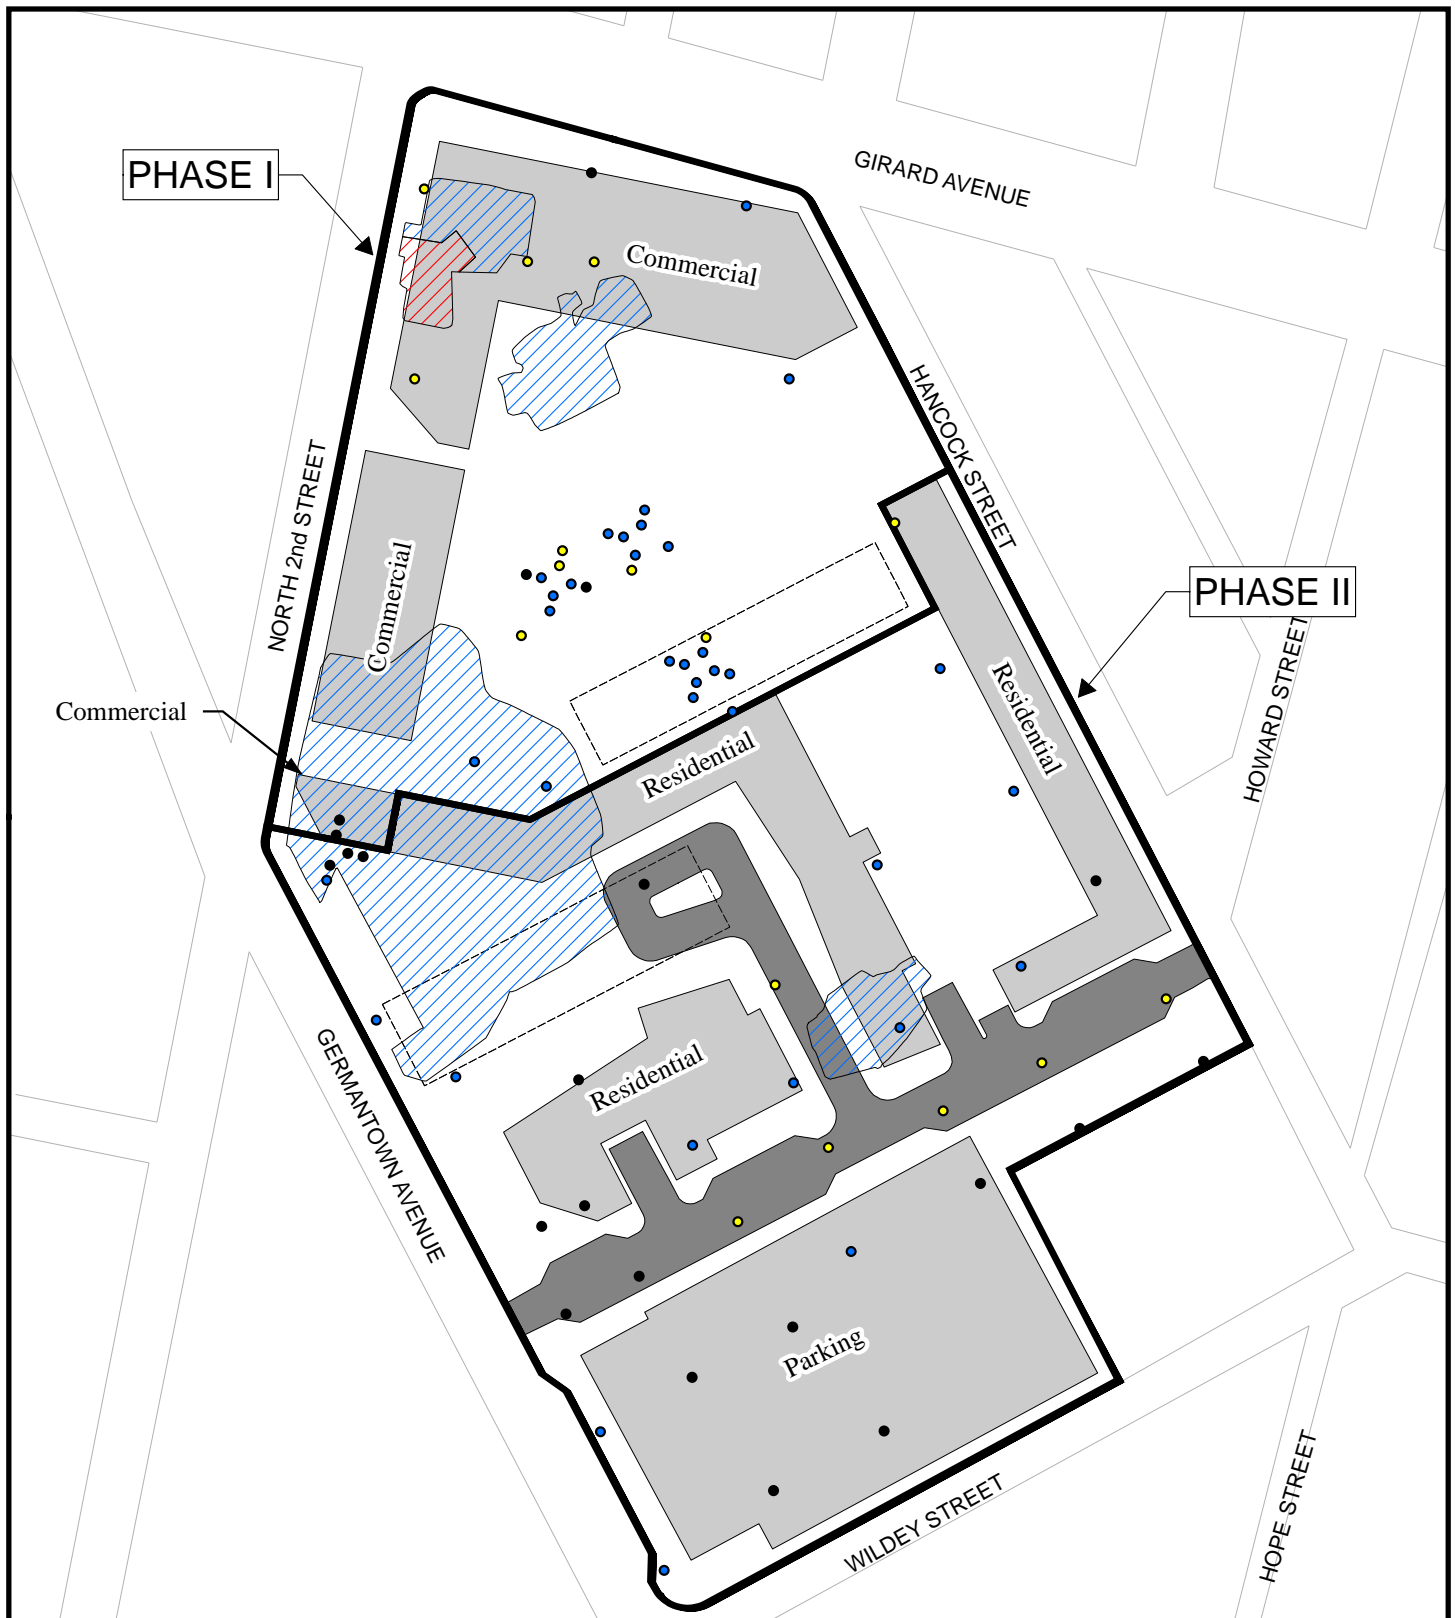 GIRARD AVENUE
PHASE I
Commercial
HANCOCK STREET
NORTH 2nd STREET
Commercial
PHASE II
Commercial
Residential
HOWARD STREET
Residential
Residential
GERMANTOWN AVENUE
Parking
WILDEY STREET
HOPE STREET